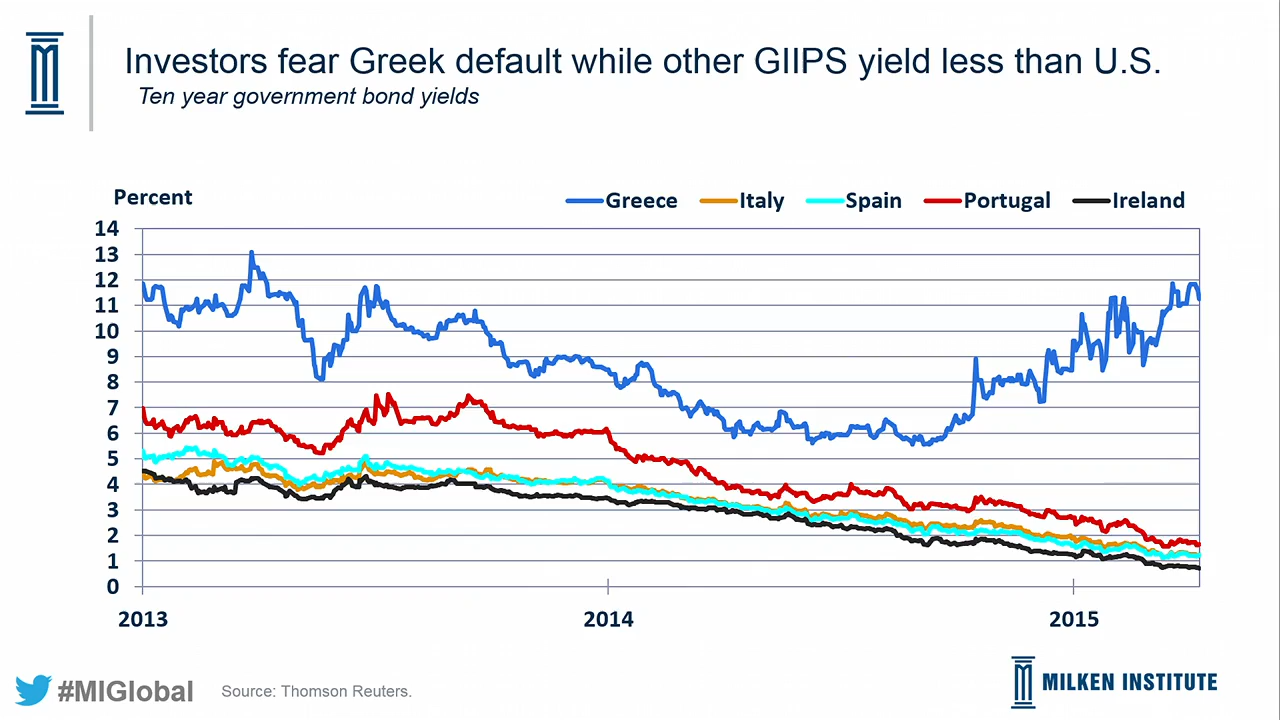 Investors fear Greek default while other GIIPS yield less than U.S.
Ten year government bond yields
Percent
Greece Italy Spain Portugal Ireland
14
13
12
11
10
9
8
7
6
5
4
3
2
1
0
2013 2014 2015
#MIGlobal
Source: Thomson Reuters.
MILKEN INSTITUTE